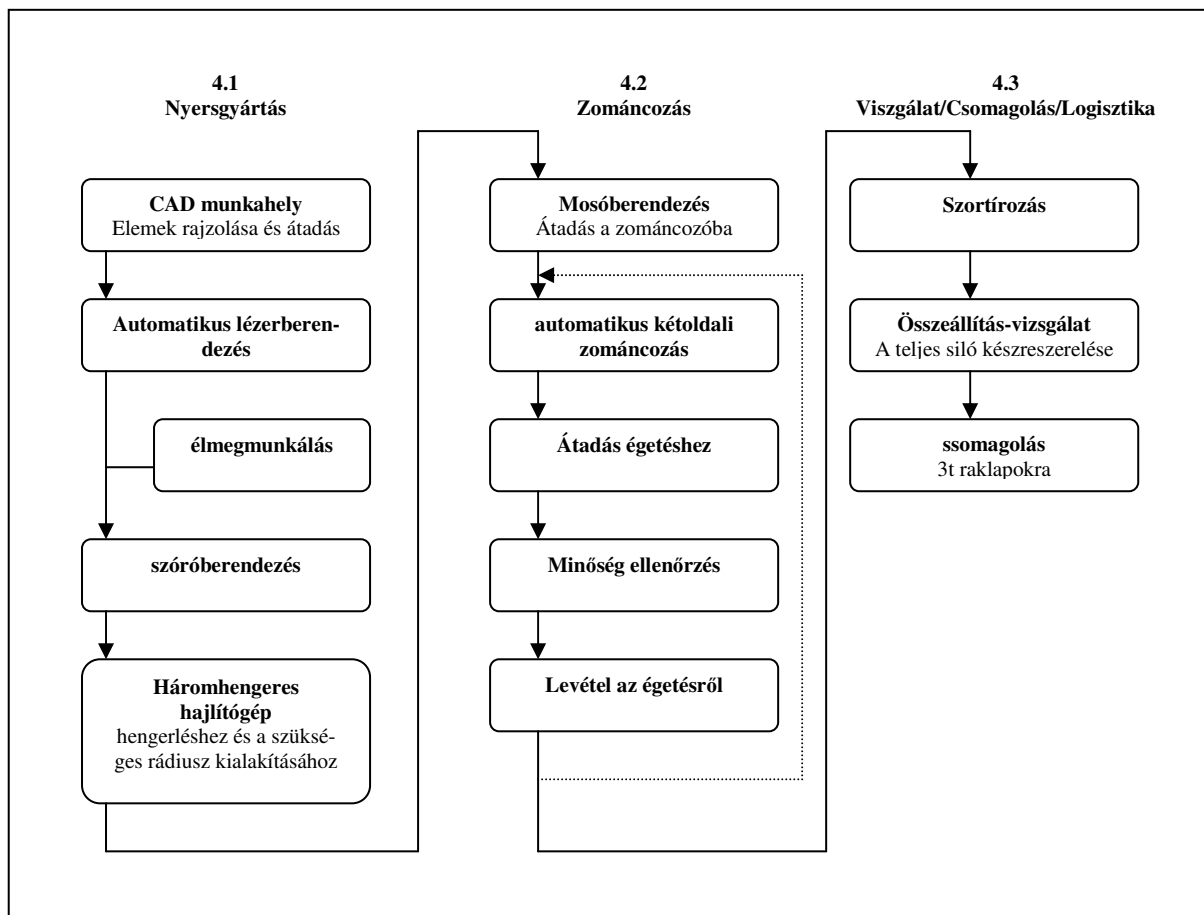 4.1
Nyersgyártás
CAD munkahely
Elemek rajzolása és átadás
Automatikus lézerberen-
dezés
élmegmunkálás
szóróberendezés
Háromhengeres
hajlítógép
hengerléshez és a szüksé-
ges rádiusz kialakításához
4.2
Zománcozás
Mosóberendezés
Átadás a zománcozóba
automatikus kétoldali
zománcozás
Átadás égetéshez
Minőség ellenőrzés
Levétel az égetésről
4.3
Viszgálat/Csomagolás/Logisztika
Szortírozás
Összeállítás-vizsgálat
A teljes siló készreszerelése
ssomagolás
3t raklapokra